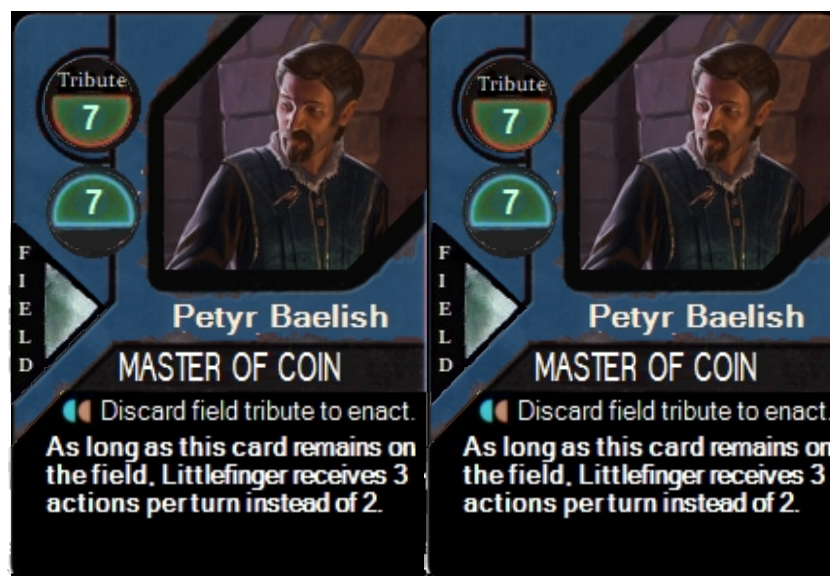 Tribute
7
7
FIELD
Petyr Baelish
MASTER OF COIN
Discard field tribute to enact.
As long as this card remains on
the field, Littlefinger receives 3
actions per turn instead of 2.
Tribute
7
7
FIELD
Petyr Baelish
MASTER OF COIN
Discard field tribute to enact.
As long as this card remains on
the field, Littlefinger receives 3
actions per turn instead of 2.